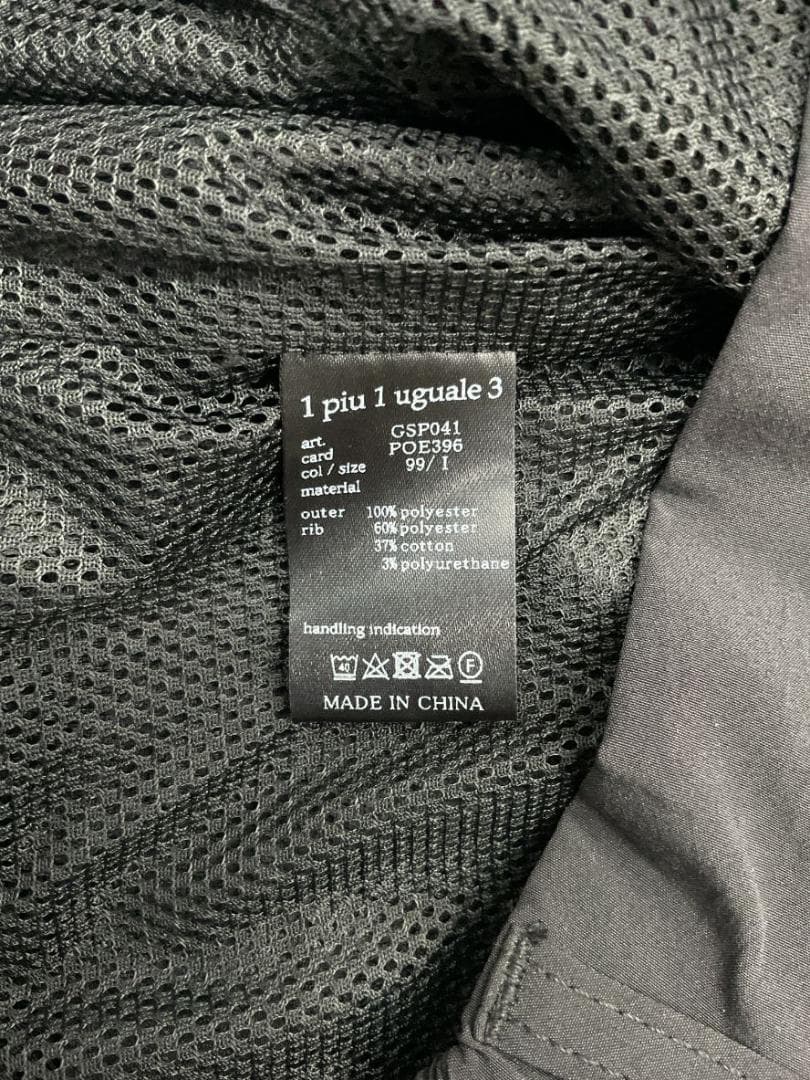 1 piu 1 uguale 3
art. GSP041
card POE396
col / size 99/ I
material
outer 100% polyester
rib 60% polyester
37% cotton
3% polyurethane
handling indication
40 F
MADE IN CHINA